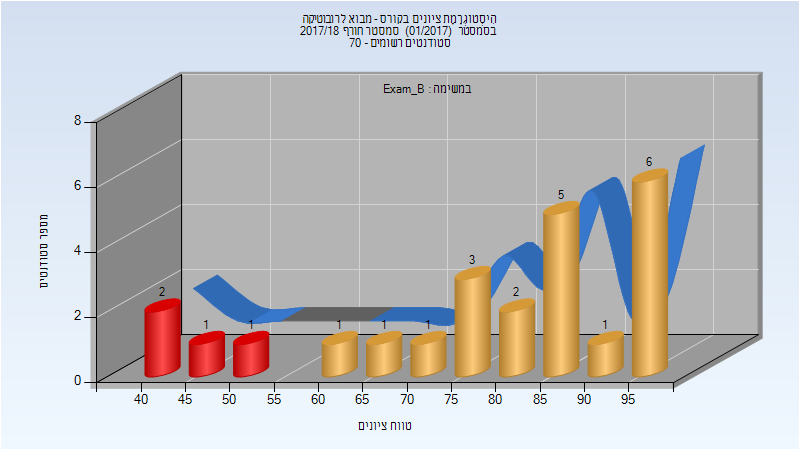 היסטוגרמת ציונים בקורס - מבוא לרובוטיקה
בסמסטר (01/2017) סמסטר חורף 2017/18
סטודנטים רשומים - 70
במשימה : Exam_B
מספר סטודנטים
8
6
4
2
0
2
1
1
1
1
1
3
2
5
1
6
40 45 50 55 60 65 70 75 80 85 90 95
טווח ציונים